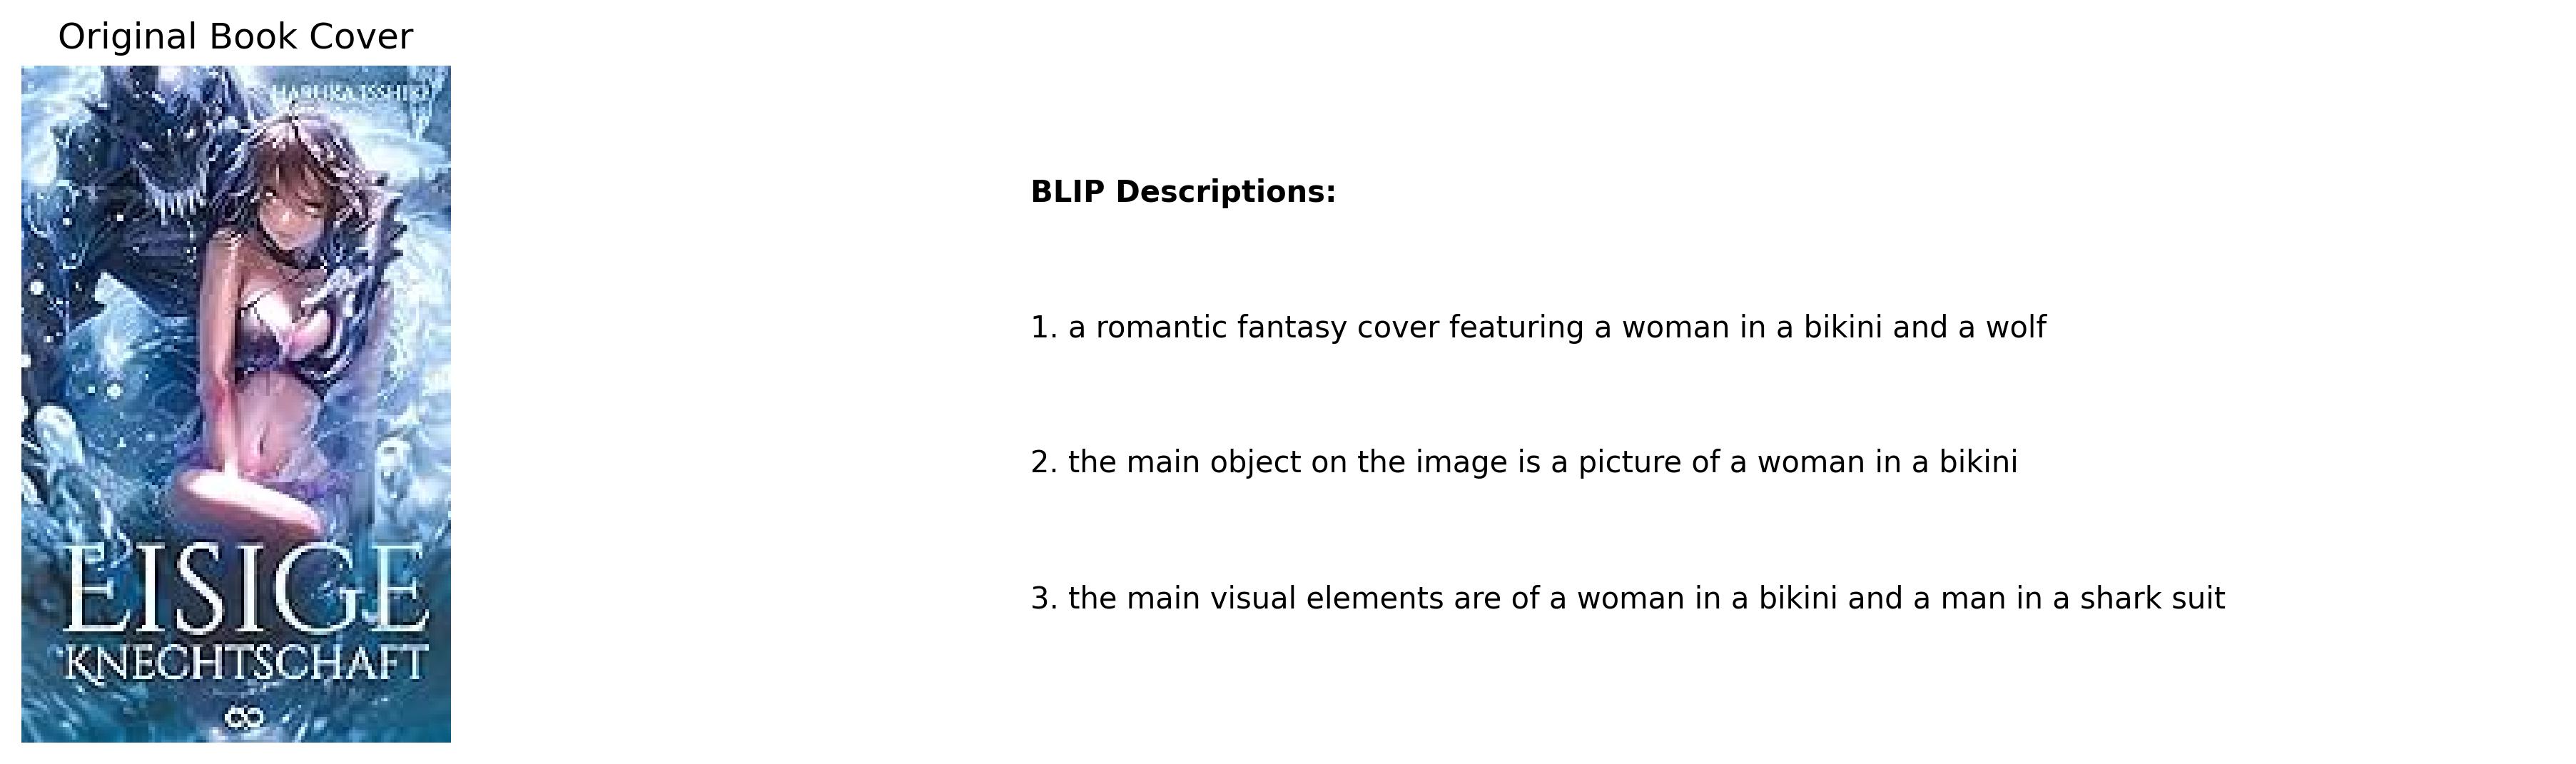 Original Book Cover
HARUKA ISSHIKI
EISIGE
KNECHTSCHAFT
BLIP Descriptions:
1. a romantic fantasy cover featuring a woman in a bikini and a wolf
2. the main object on the image is a picture of a woman in a bikini
3. the main visual elements are of a woman in a bikini and a man in a shark suit